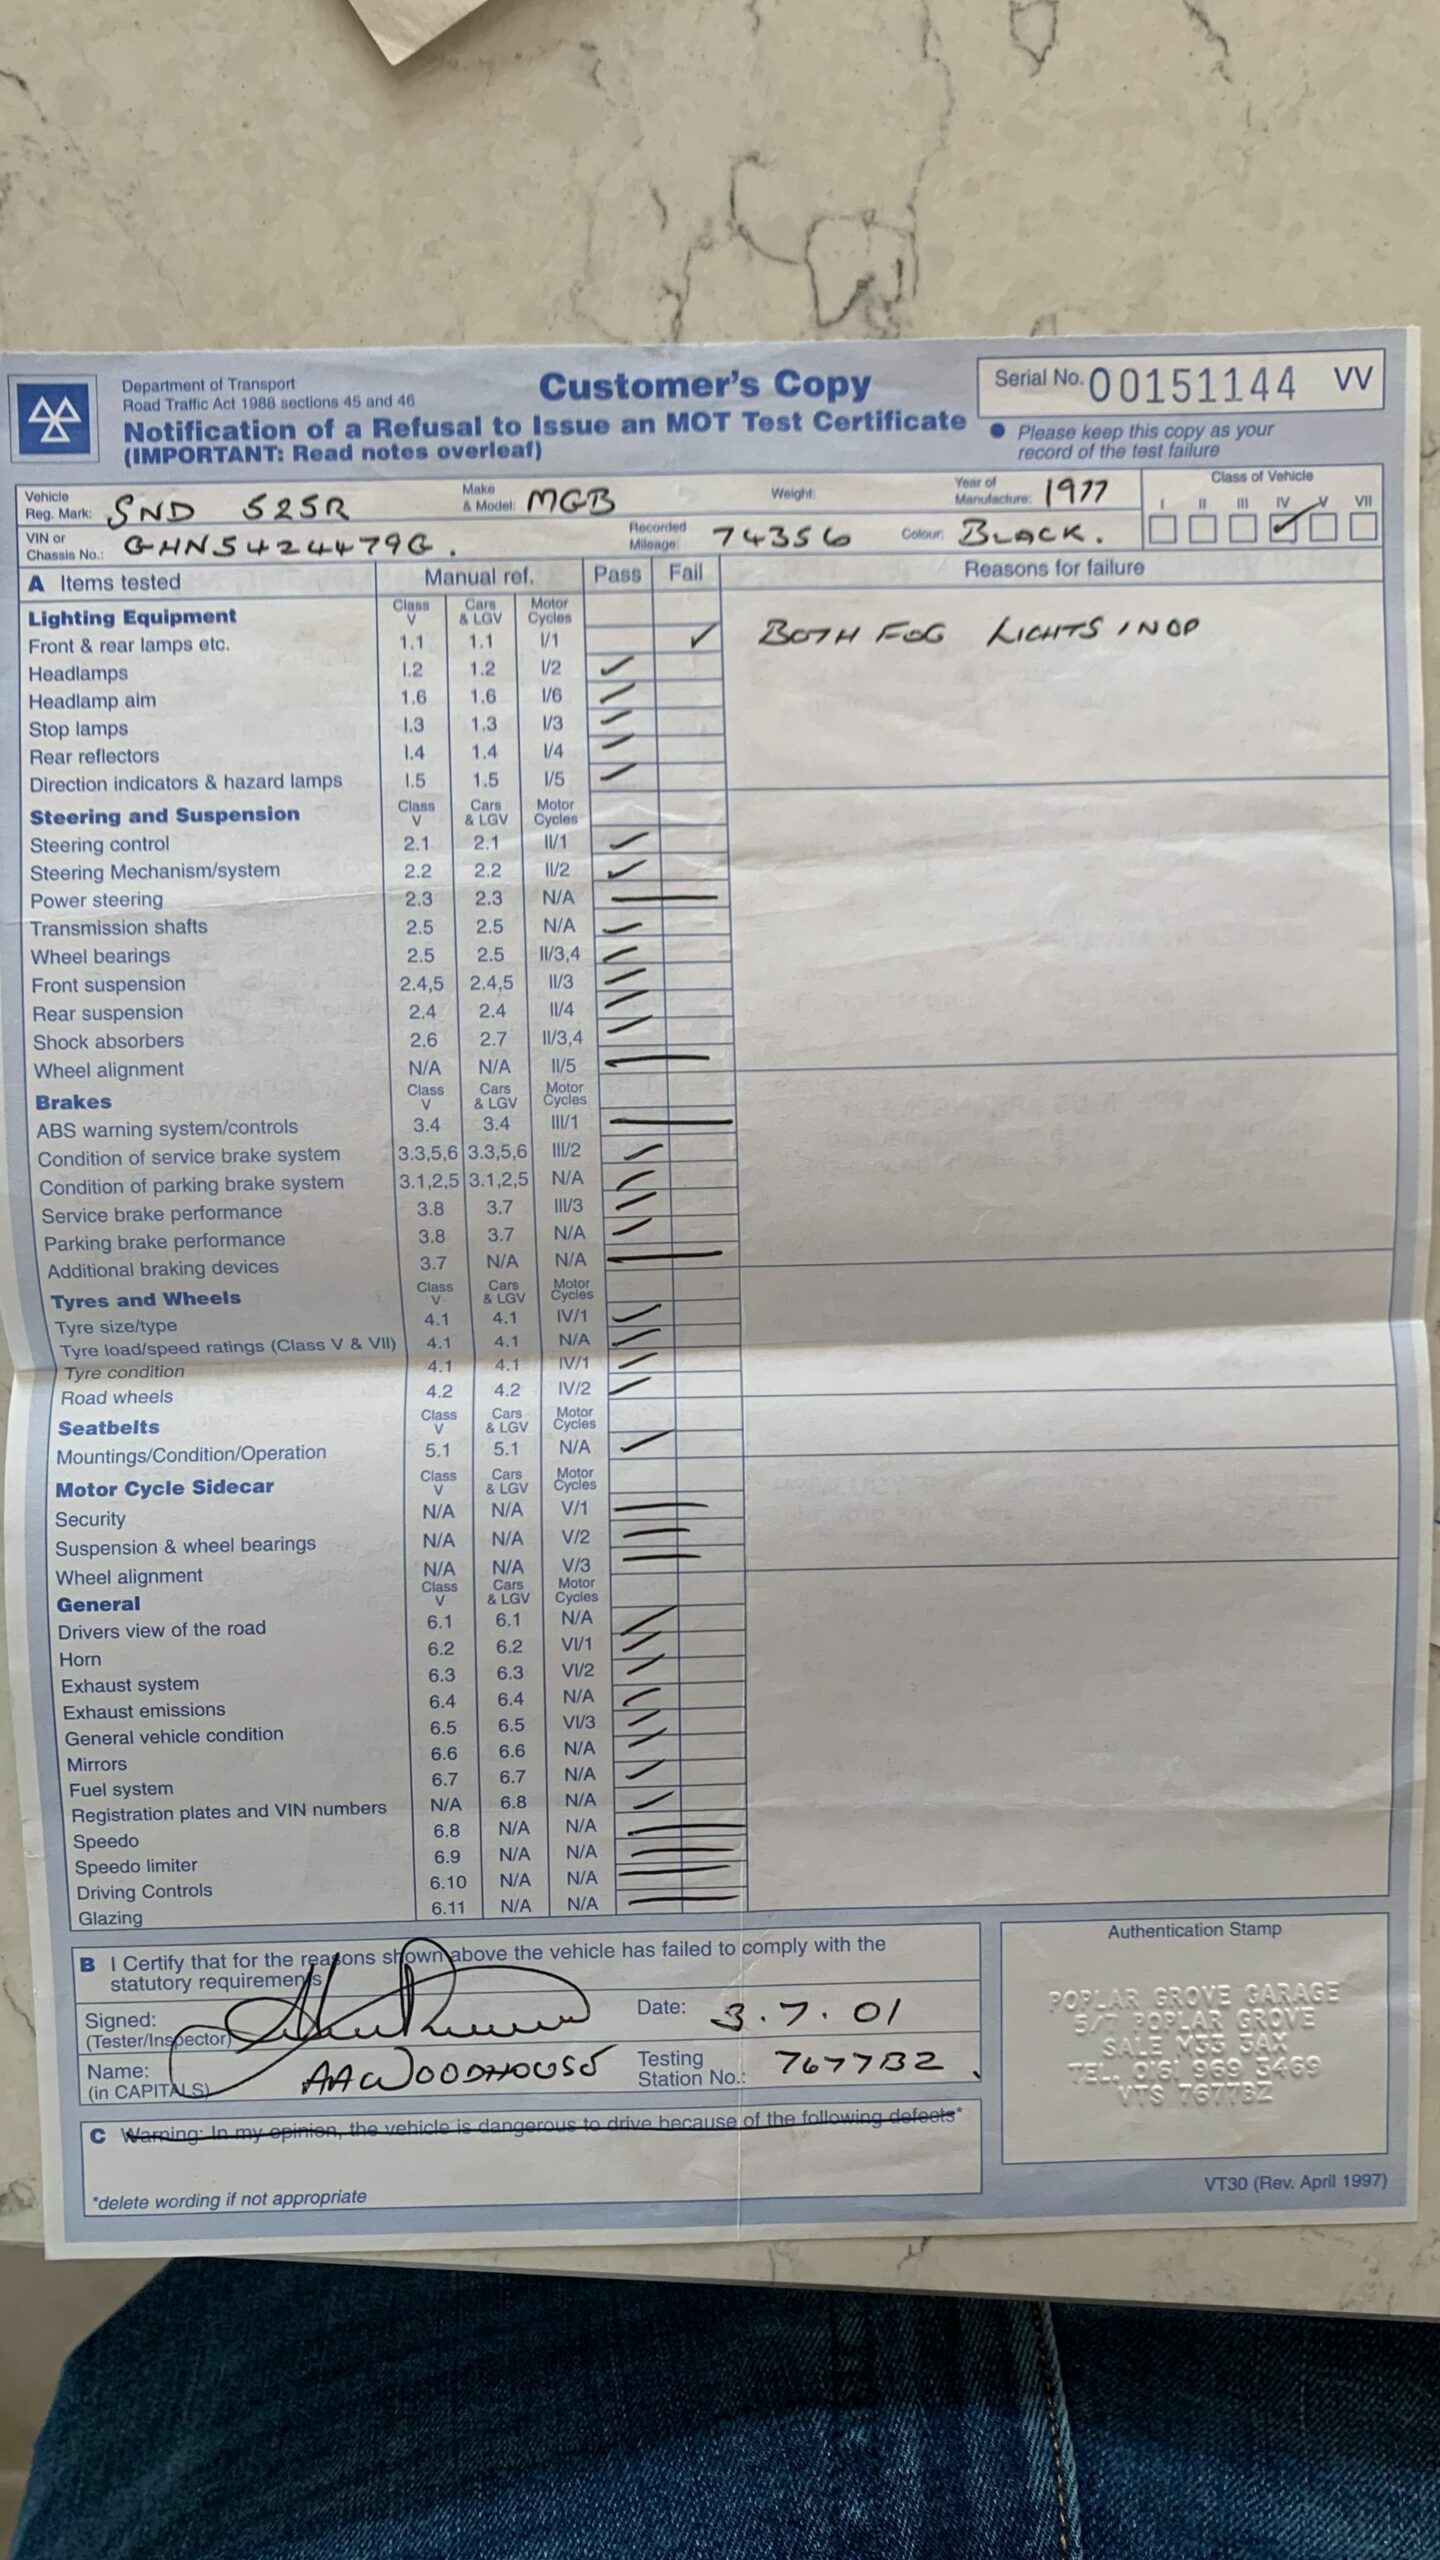 Department of Transport
Road Traffic Act 1988 sections 45 and 46
Customer's Copy
Serial No. 00151144 VV
Notification of a Refusal to Issue an MOT Test Certificate
(IMPORTANT: Read notes overleaf)
● Please keep this copy as your
record of the test failure
Vehicle Reg. Mark: SND 525R Make & Model: MGB Weight: Year of Manufacture: 1977
Class of Vehicle
I II III IV V VII
VIN or Chassis No.: GHN5424479G. Recorded Mileage: 74356 Colour: BLACK.
A Items tested Manual ref. Pass Fail Reasons for failure
Lighting Equipment Class V Cars & LGV Motor Cycles
Front & rear lamps etc. 1.1 1.1 I/1 ✓ BOTH FOG LIGHTS INOP
Headlamps I.2 1.2 I/2
Headlamp aim 1.6 1.6 I/6
Stop lamps I.3 1.3 I/3
Rear reflectors I.4 1.4 I/4
Direction indicators & hazard lamps I.5 1.5 I/5
Steering and Suspension Class V Cars & LGV Motor Cycles
Steering control 2.1 2.1 II/1
Steering Mechanism/system 2.2 2.2 II/2
Power steering 2.3 2.3 N/A
Transmission shafts 2.5 2.5 N/A
Wheel bearings 2.5 2.5 II/3,4
Front suspension 2.4,5 2.4,5 II/3
Rear suspension 2.4 2.4 II/4
Shock absorbers 2.6 2.7 II/3,4
Wheel alignment N/A N/A II/5
Brakes Class V Cars & LGV Motor Cycles
ABS warning system/controls 3.4 3.4 III/1
Condition of service brake system 3.3,5,6 3.3,5,6 III/2
Condition of parking brake system 3.1,2,5 3.1,2,5 N/A
Service brake performance 3.8 3.7 III/3
Parking brake performance 3.8 3.7 N/A
Additional braking devices 3.7 N/A N/A
Tyres and Wheels Class V Cars & LGV Motor Cycles
Tyre size/type 4.1 4.1 IV/1
Tyre load/speed ratings (Class V & VII) 4.1 4.1 N/A
Tyre condition 4.1 4.1 IV/1
Road wheels 4.2 4.2 IV/2
Seatbelts Class V Cars & LGV Motor Cycles
Mountings/Condition/Operation 5.1 5.1 N/A
Motor Cycle Sidecar Class V Cars & LGV Motor Cycles
Security N/A N/A V/1
Suspension & wheel bearings N/A N/A V/2
Wheel alignment N/A N/A V/3
General Class V Cars & LGV Motor Cycles
Drivers view of the road 6.1 6.1 N/A
Horn 6.2 6.2 VI/1
Exhaust system 6.3 6.3 VI/2
Exhaust emissions 6.4 6.4 N/A
General vehicle condition 6.5 6.5 VI/3
Mirrors 6.6 6.6 N/A
Fuel system 6.7 6.7 N/A
Registration plates and VIN numbers N/A 6.8 N/A
Speedo 6.8 N/A N/A
Speedo limiter 6.9 N/A N/A
Driving Controls 6.10 N/A N/A
Glazing 6.11 N/A N/A
B I Certify that for the reasons shown above the vehicle has failed to comply with the
statutory requirements
Signed: (Tester/Inspector) Date: 3.7.01
Name: (in CAPITALS) AA WOODHOUSE Testing Station No.: 7677BZ
C Warning: In my opinion, the vehicle is dangerous to drive because of the following defects*
*delete wording if not appropriate
Authentication Stamp
POPLAR GROVE GARAGE
5/7 POPLAR GROVE
SALE M33 3AX
TEL. 0161 969 3469
VTS 7677BZ
VT30 (Rev. April 1997)